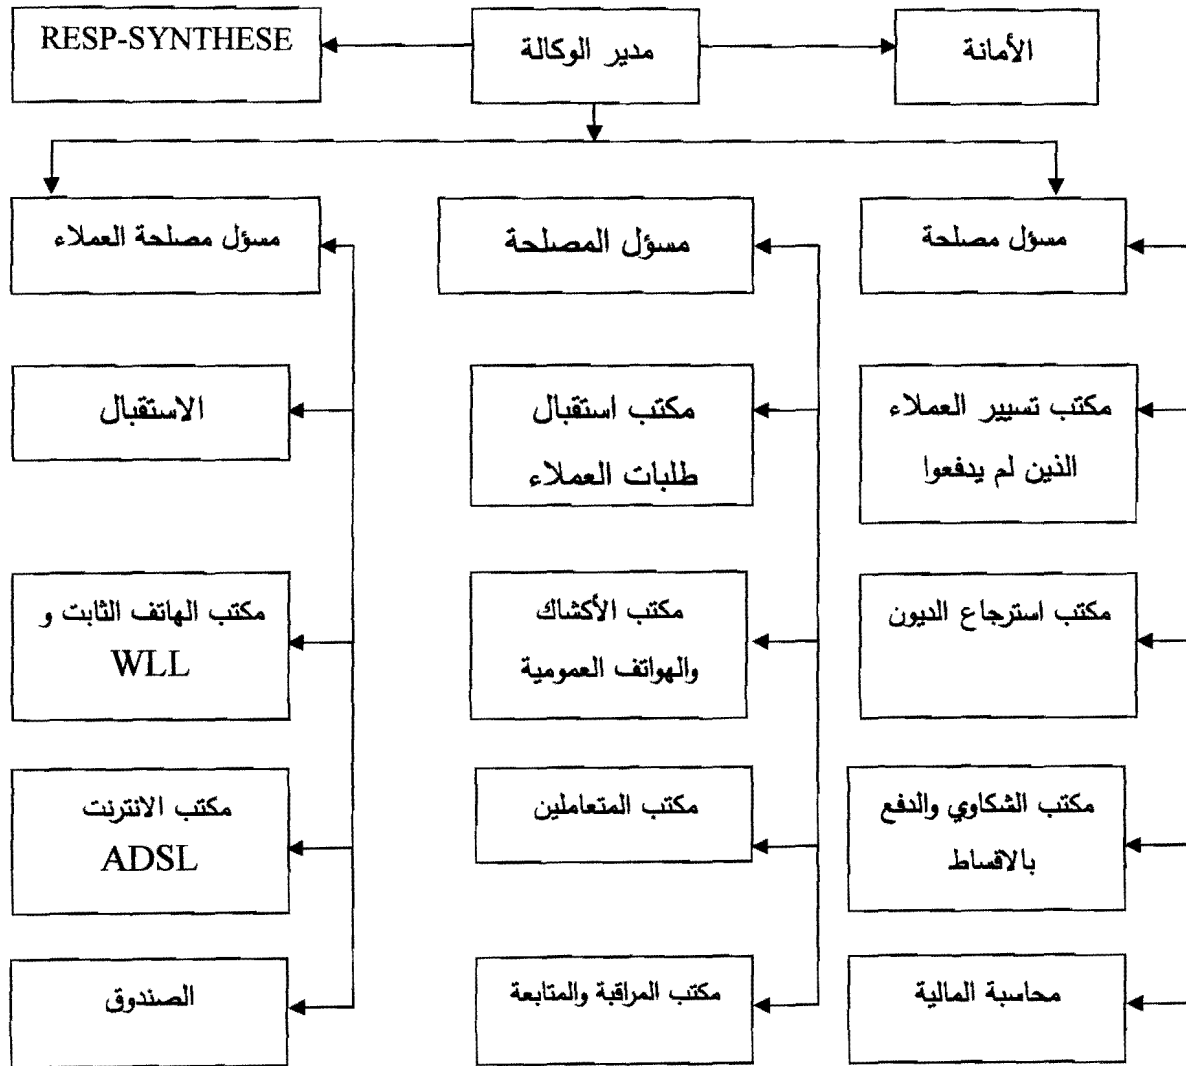 الأمانة
مدير الوكالة
RESP-SYNTHESE
مسؤل مصلحة
مسؤل المصلحة
مسؤل مصلحة العملاء
مكتب تسيير العملاء
الذين لم يدفعوا
مكتب استقبال
طلبات العملاء
الاستقبال
مكتب استرجاع الديون
مكتب الأكشاك
والهواتف العمومية
مكتب الهاتف الثابت و
WLL
مكتب الشكاوي والدفع
بالاقساط
مكتب المتعاملين
مكتب الانترنت
ADSL
محاسبة المالية
مكتب المراقبة والمتابعة
الصندوق